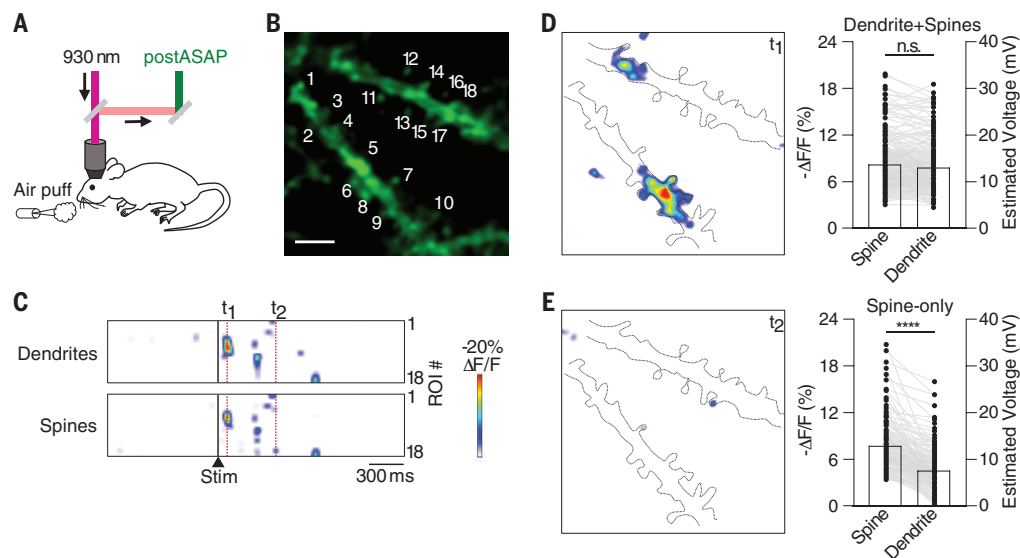 A
930 nm
postASAP
Air puff
B
1
2
3
4
5
6
7
8
9
10
11
12
13
14
15
16
17
18
C
t1
t2
Dendrites
1
18
Spines
1
18
ROI #
Stim
300 ms
-20%
ΔF/F
D
t1
Dendrite+Spines
n.s.
24
18
12
6
0
-ΔF/F (%)
40
30
20
10
0
Estimated Voltage (mV)
Spine
Dendrite
E
t2
Spine-only
****
24
18
12
6
0
-ΔF/F (%)
40
30
20
10
0
Estimated Voltage (mV)
Spine
Dendrite